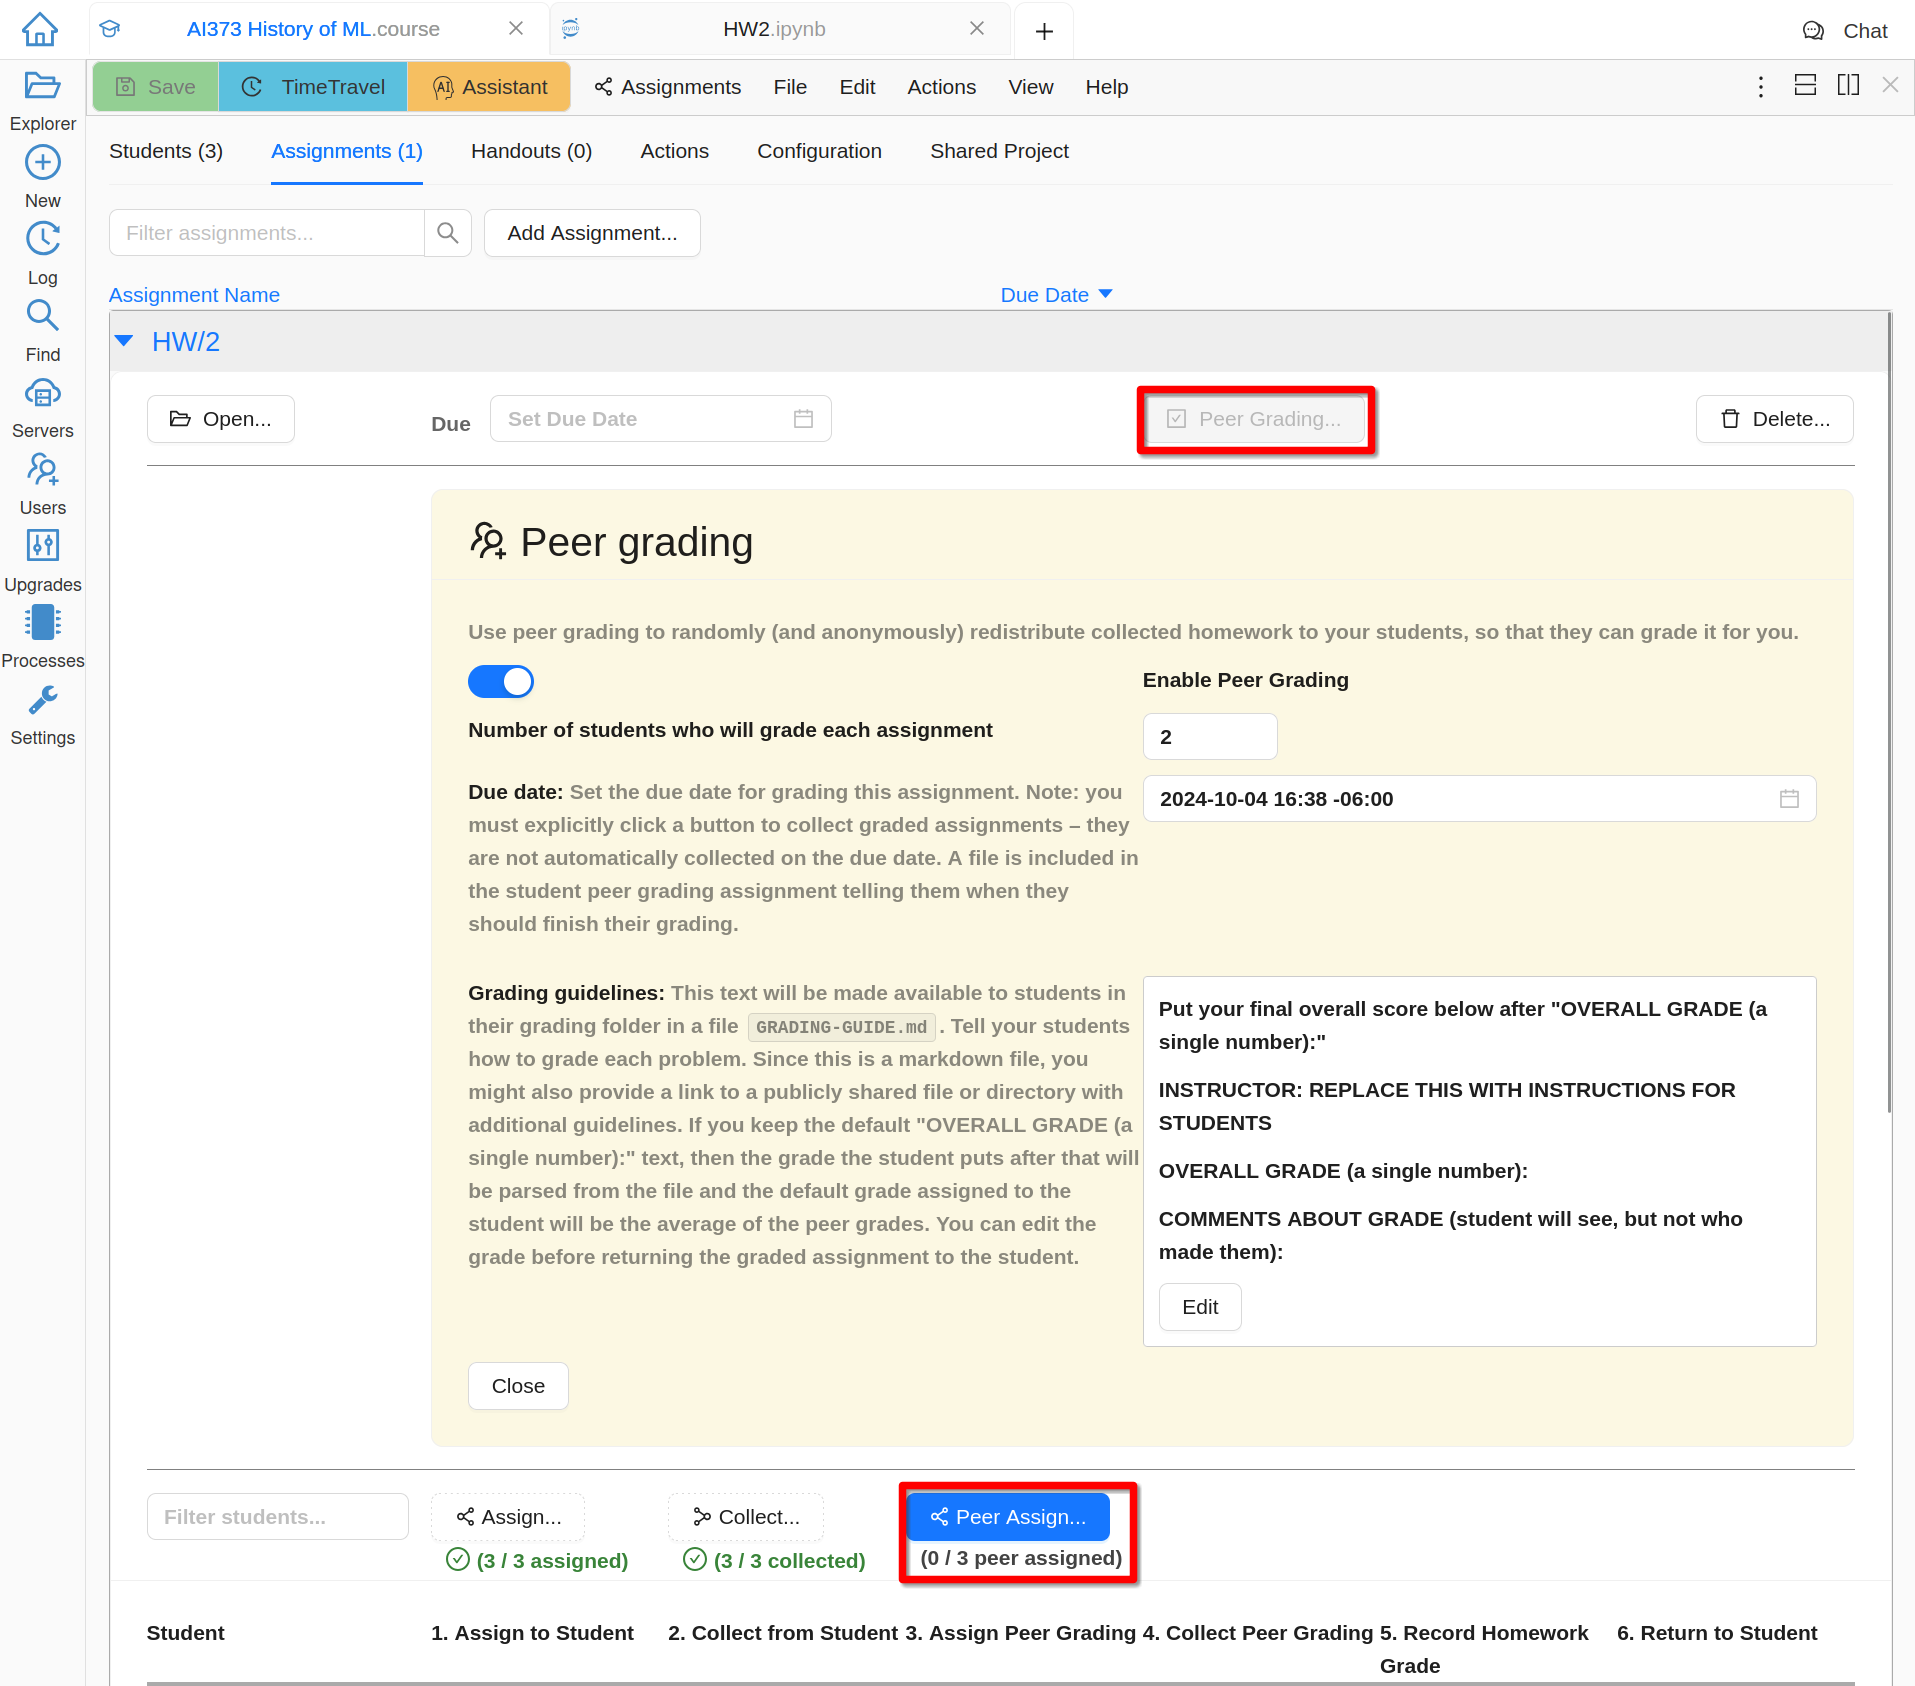 AI373 History of ML.course
HW2.ipynb
Chat
Explorer
New
Log
Find
Servers
Users
Upgrades
Processes
Settings
Save
TimeTravel
Assistant
Assignments
File
Edit
Actions
View
Help
Students (3)
Assignments (1)
Handouts (0)
Actions
Configuration
Shared Project
Filter assignments...
Add Assignment...
Assignment Name
Due Date
HW/2
Open...
Due
Set Due Date
Peer Grading...
Delete...
Peer grading
Use peer grading to randomly (and anonymously) redistribute collected homework to your students, so that they can grade it for you.
Enable Peer Grading
Number of students who will grade each assignment
2
Due date: Set the due date for grading this assignment. Note: you
must explicitly click a button to collect graded assignments – they
are not automatically collected on the due date. A file is included in
the student peer grading assignment telling them when they
should finish their grading.
2024-10-04 16:38 -06:00
Grading guidelines: This text will be made available to students in
their grading folder in a file GRADING-GUIDE.md . Tell your students
how to grade each problem. Since this is a markdown file, you
might also provide a link to a publicly shared file or directory with
additional guidelines. If you keep the default "OVERALL GRADE (a
single number):" text, then the grade the student puts after that will
be parsed from the file and the default grade assigned to the
student will be the average of the peer grades. You can edit the
grade before returning the graded assignment to the student.
Put your final overall score below after "OVERALL GRADE (a
single number):"
INSTRUCTOR: REPLACE THIS WITH INSTRUCTIONS FOR
STUDENTS
OVERALL GRADE (a single number):
COMMENTS ABOUT GRADE (student will see, but not who
made them):
Edit
Close
Filter students...
Assign...
(3 / 3 assigned)
Collect...
(3 / 3 collected)
Peer Assign...
(0 / 3 peer assigned)
Student
1. Assign to Student
2. Collect from Student
3. Assign Peer Grading
4. Collect Peer Grading
5. Record Homework
Grade
6. Return to Student